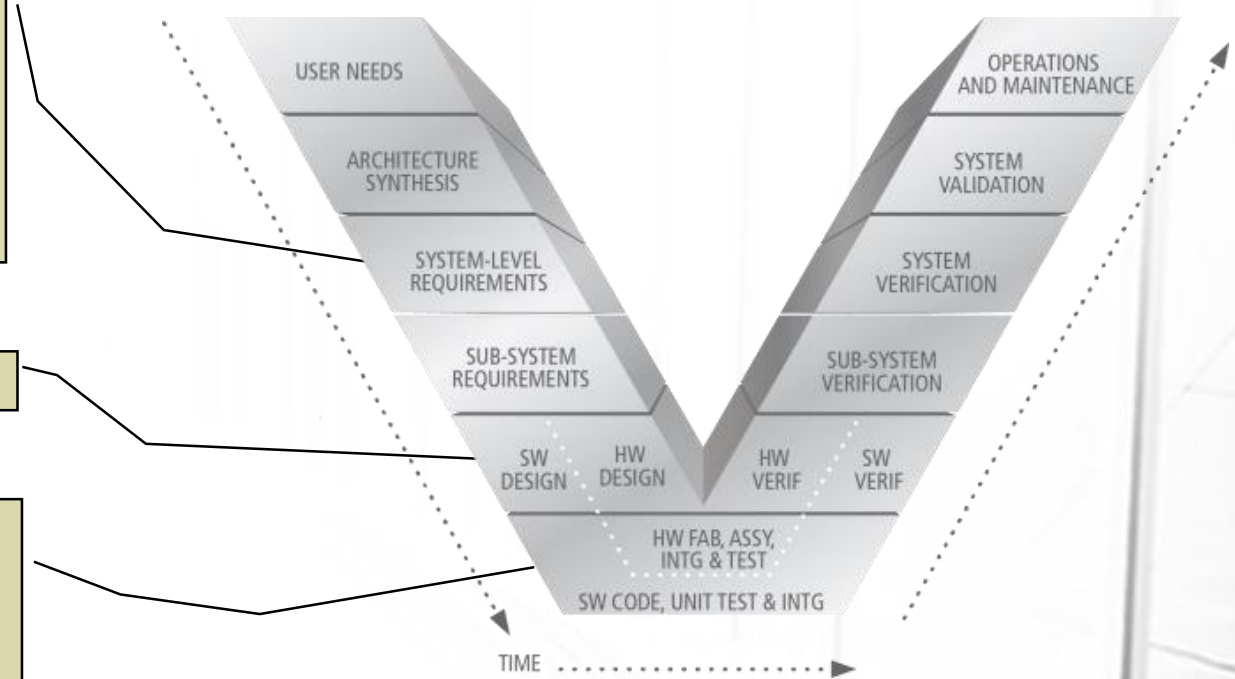 USER NEEDS
ARCHITECTURE
SYNTHESIS
SYSTEM-LEVEL
REQUIREMENTS
SUB-SYSTEM
REQUIREMENTS
SW
DESIGN
HW
DESIGN
HW FAB, ASSY,
INTG & TEST
SW CODE, UNIT TEST & INTG
HW
VERIF
SW
VERIF
SUB-SYSTEM
VERIFICATION
SYSTEM
VERIFICATION
SYSTEM
VALIDATION
OPERATIONS
AND MAINTENANCE
TIME